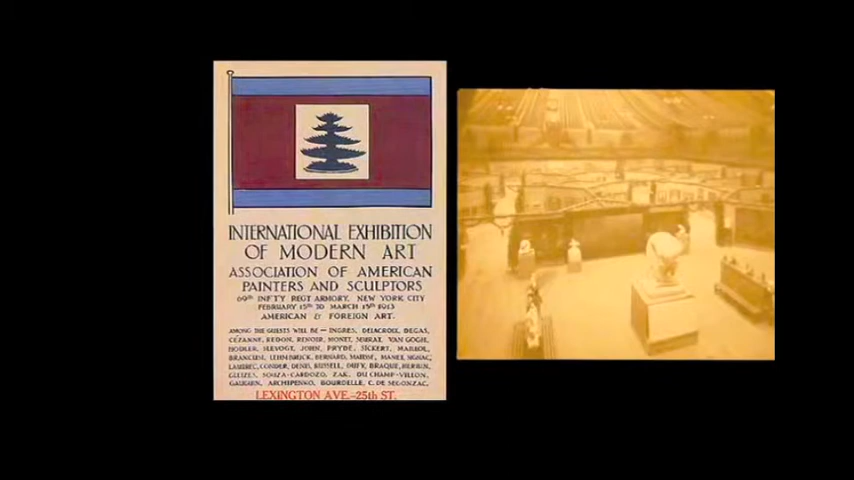 INTERNATIONAL EXHIBITION
OF MODERN ART
ASSOCIATION OF AMERICAN
PAINTERS AND SCULPTORS
69th INF'TY REG'T ARMORY, NEW YORK CITY
FEBRUARY 15th TO MARCH 15th 1913
AMERICAN & FOREIGN ART.
AMONG THE GUESTS WILL BE — INGRES, DELACROIX, DEGAS,
CÉZANNE, REDON, RENOIR, MONET, SEURAT, VAN GOGH,
HODLER, SLEVOGT, JOHN, PRYDE, SICKERT, MAILLOL,
BRANCUSI, LEHMBRUCK, BERNARD, MATISSE, MANET, SIGNAC,
LAUTREC, CONDER, DENIS, RUSSELL, DUFY, BRAQUE, HERBIN,
GLEIZES, SOUZA-CARDOZO, ZAK, DU CHAMP-VILLON,
GAUGUIN, ARCHIPENKO, BOURDELLE, C. DE SEGONZAC.
LEXINGTON AVE.-25th ST.